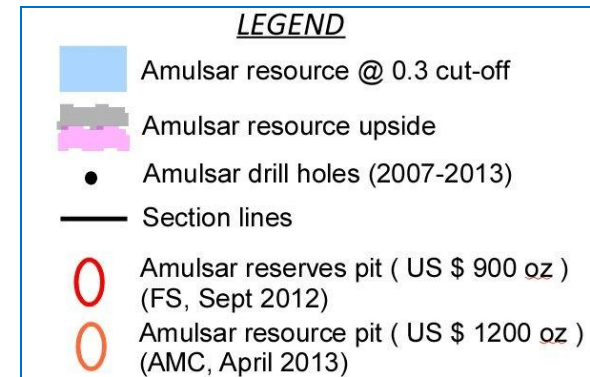 LEGEND
Amulsar resource @ 0.3 cut-off
Amulsar resource upside
Amulsar drill holes (2007-2013)
Section lines
Amulsar reserves pit ( US $ 900 oz )
(FS, Sept 2012)
Amulsar resource pit ( US $ 1200 oz )
(AMC, April 2013)